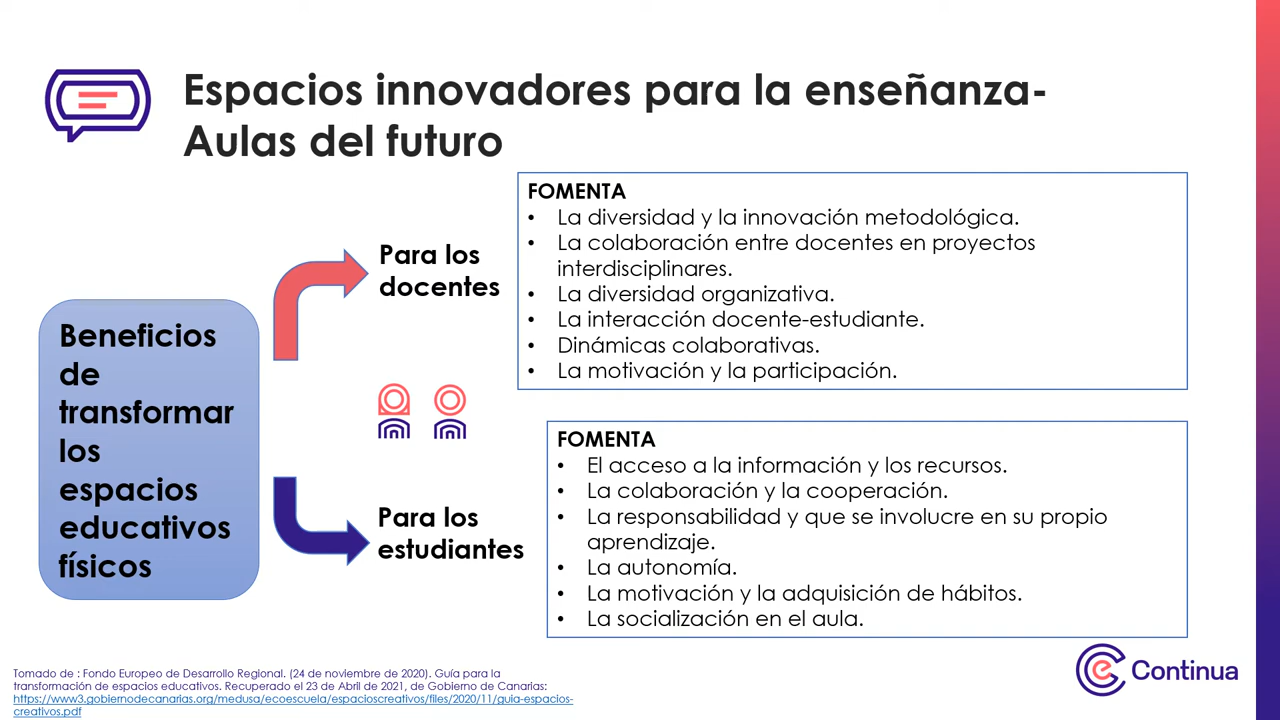 Espacios innovadores para la enseñanza-
Aulas del futuro
Beneficios
de
transformar
los
espacios
educativos
físicos
Para los
docentes
FOMENTA
• La diversidad y la innovación metodológica.
• La colaboración entre docentes en proyectos
interdisciplinares.
• La diversidad organizativa.
• La interacción docente-estudiante.
• Dinámicas colaborativas.
• La motivación y la participación.
Para los
estudiantes
FOMENTA
• El acceso a la información y los recursos.
• La colaboración y la cooperación.
• La responsabilidad y que se involucre en su propio
aprendizaje.
• La autonomía.
• La motivación y la adquisición de hábitos.
• La socialización en el aula.
Tomado de : Fondo Europeo de Desarrollo Regional. (24 de noviembre de 2020). Guía para la
transformación de espacios educativos. Recuperado el 23 de Abril de 2021, de Gobierno de Canarias:
https://www3.gobiernodecanarias.org/medusa/ecoescuela/espacioscreativos/files/2020/11/guia-espacios-
creativos.pdf
Continua